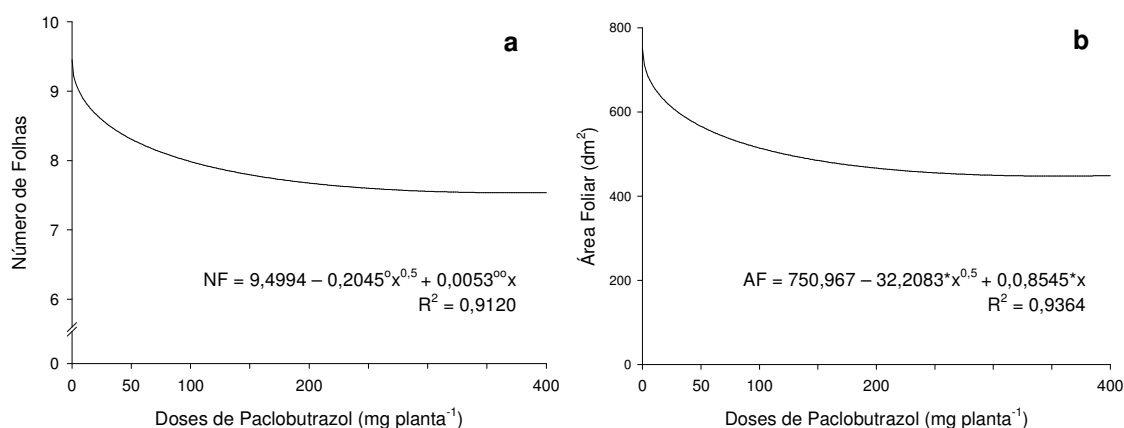 a
10
9
8
7
6
0
Número de Folhas
NF = 9,4994 – 0,2045ºx^0,5 + 0,0053ººx
R² = 0,9120
0 50 100 200 400
Doses de Paclobutrazol (mg planta⁻¹)
b
800
600
400
200
0
Área Foliar (dm²)
AF = 750,967 – 32,2083*x^0,5 + 0,0,8545*x
R² = 0,9364
0 50 100 200 400
Doses de Paclobutrazol (mg planta⁻¹)